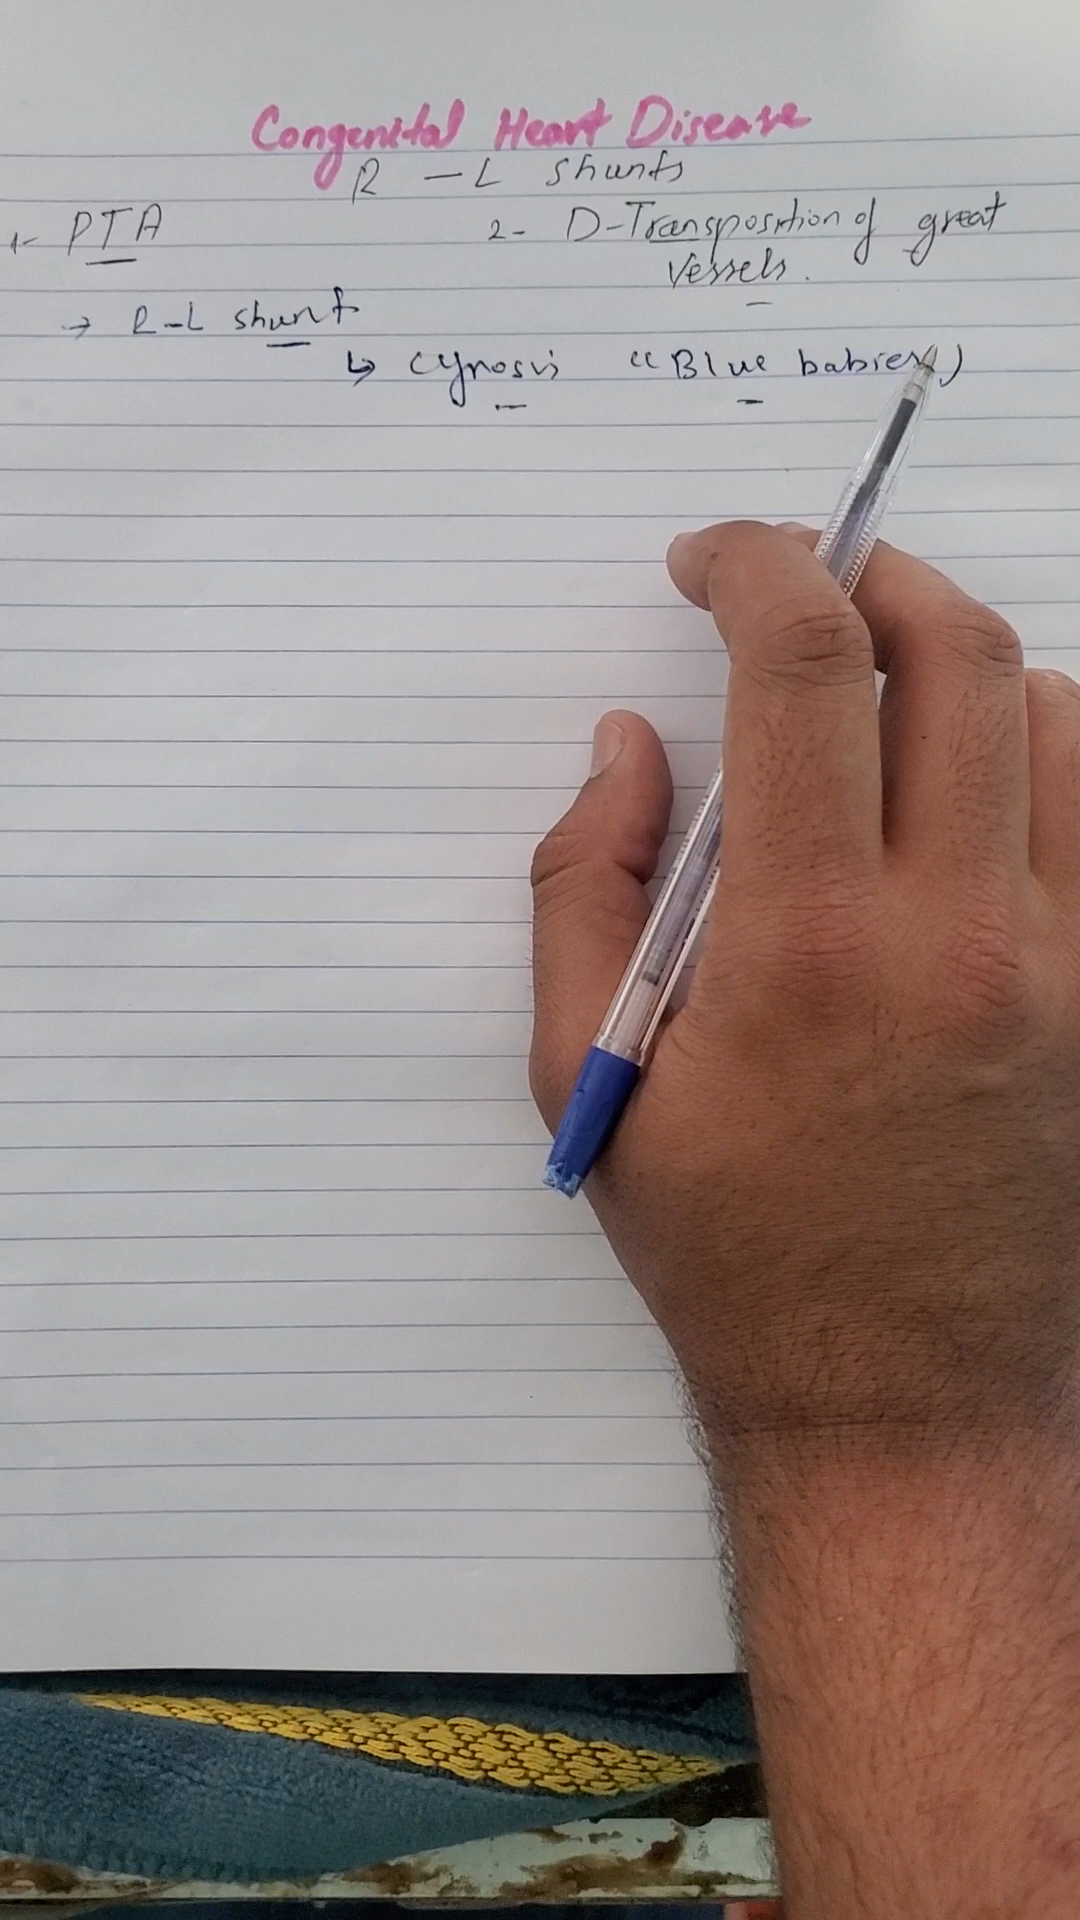 Congenital Heart Disease
R - L shunts
1- PTA
2- D-Transposition of great
vessels.
→ R-L shunt
↳ Cynosis "Blue babies"